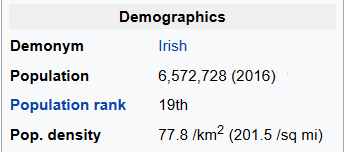 Demographics
Demonym Irish
Population 6,572,728 (2016)
Population rank 19th
Pop. density 77.8 /km2 (201.5 /sq mi)